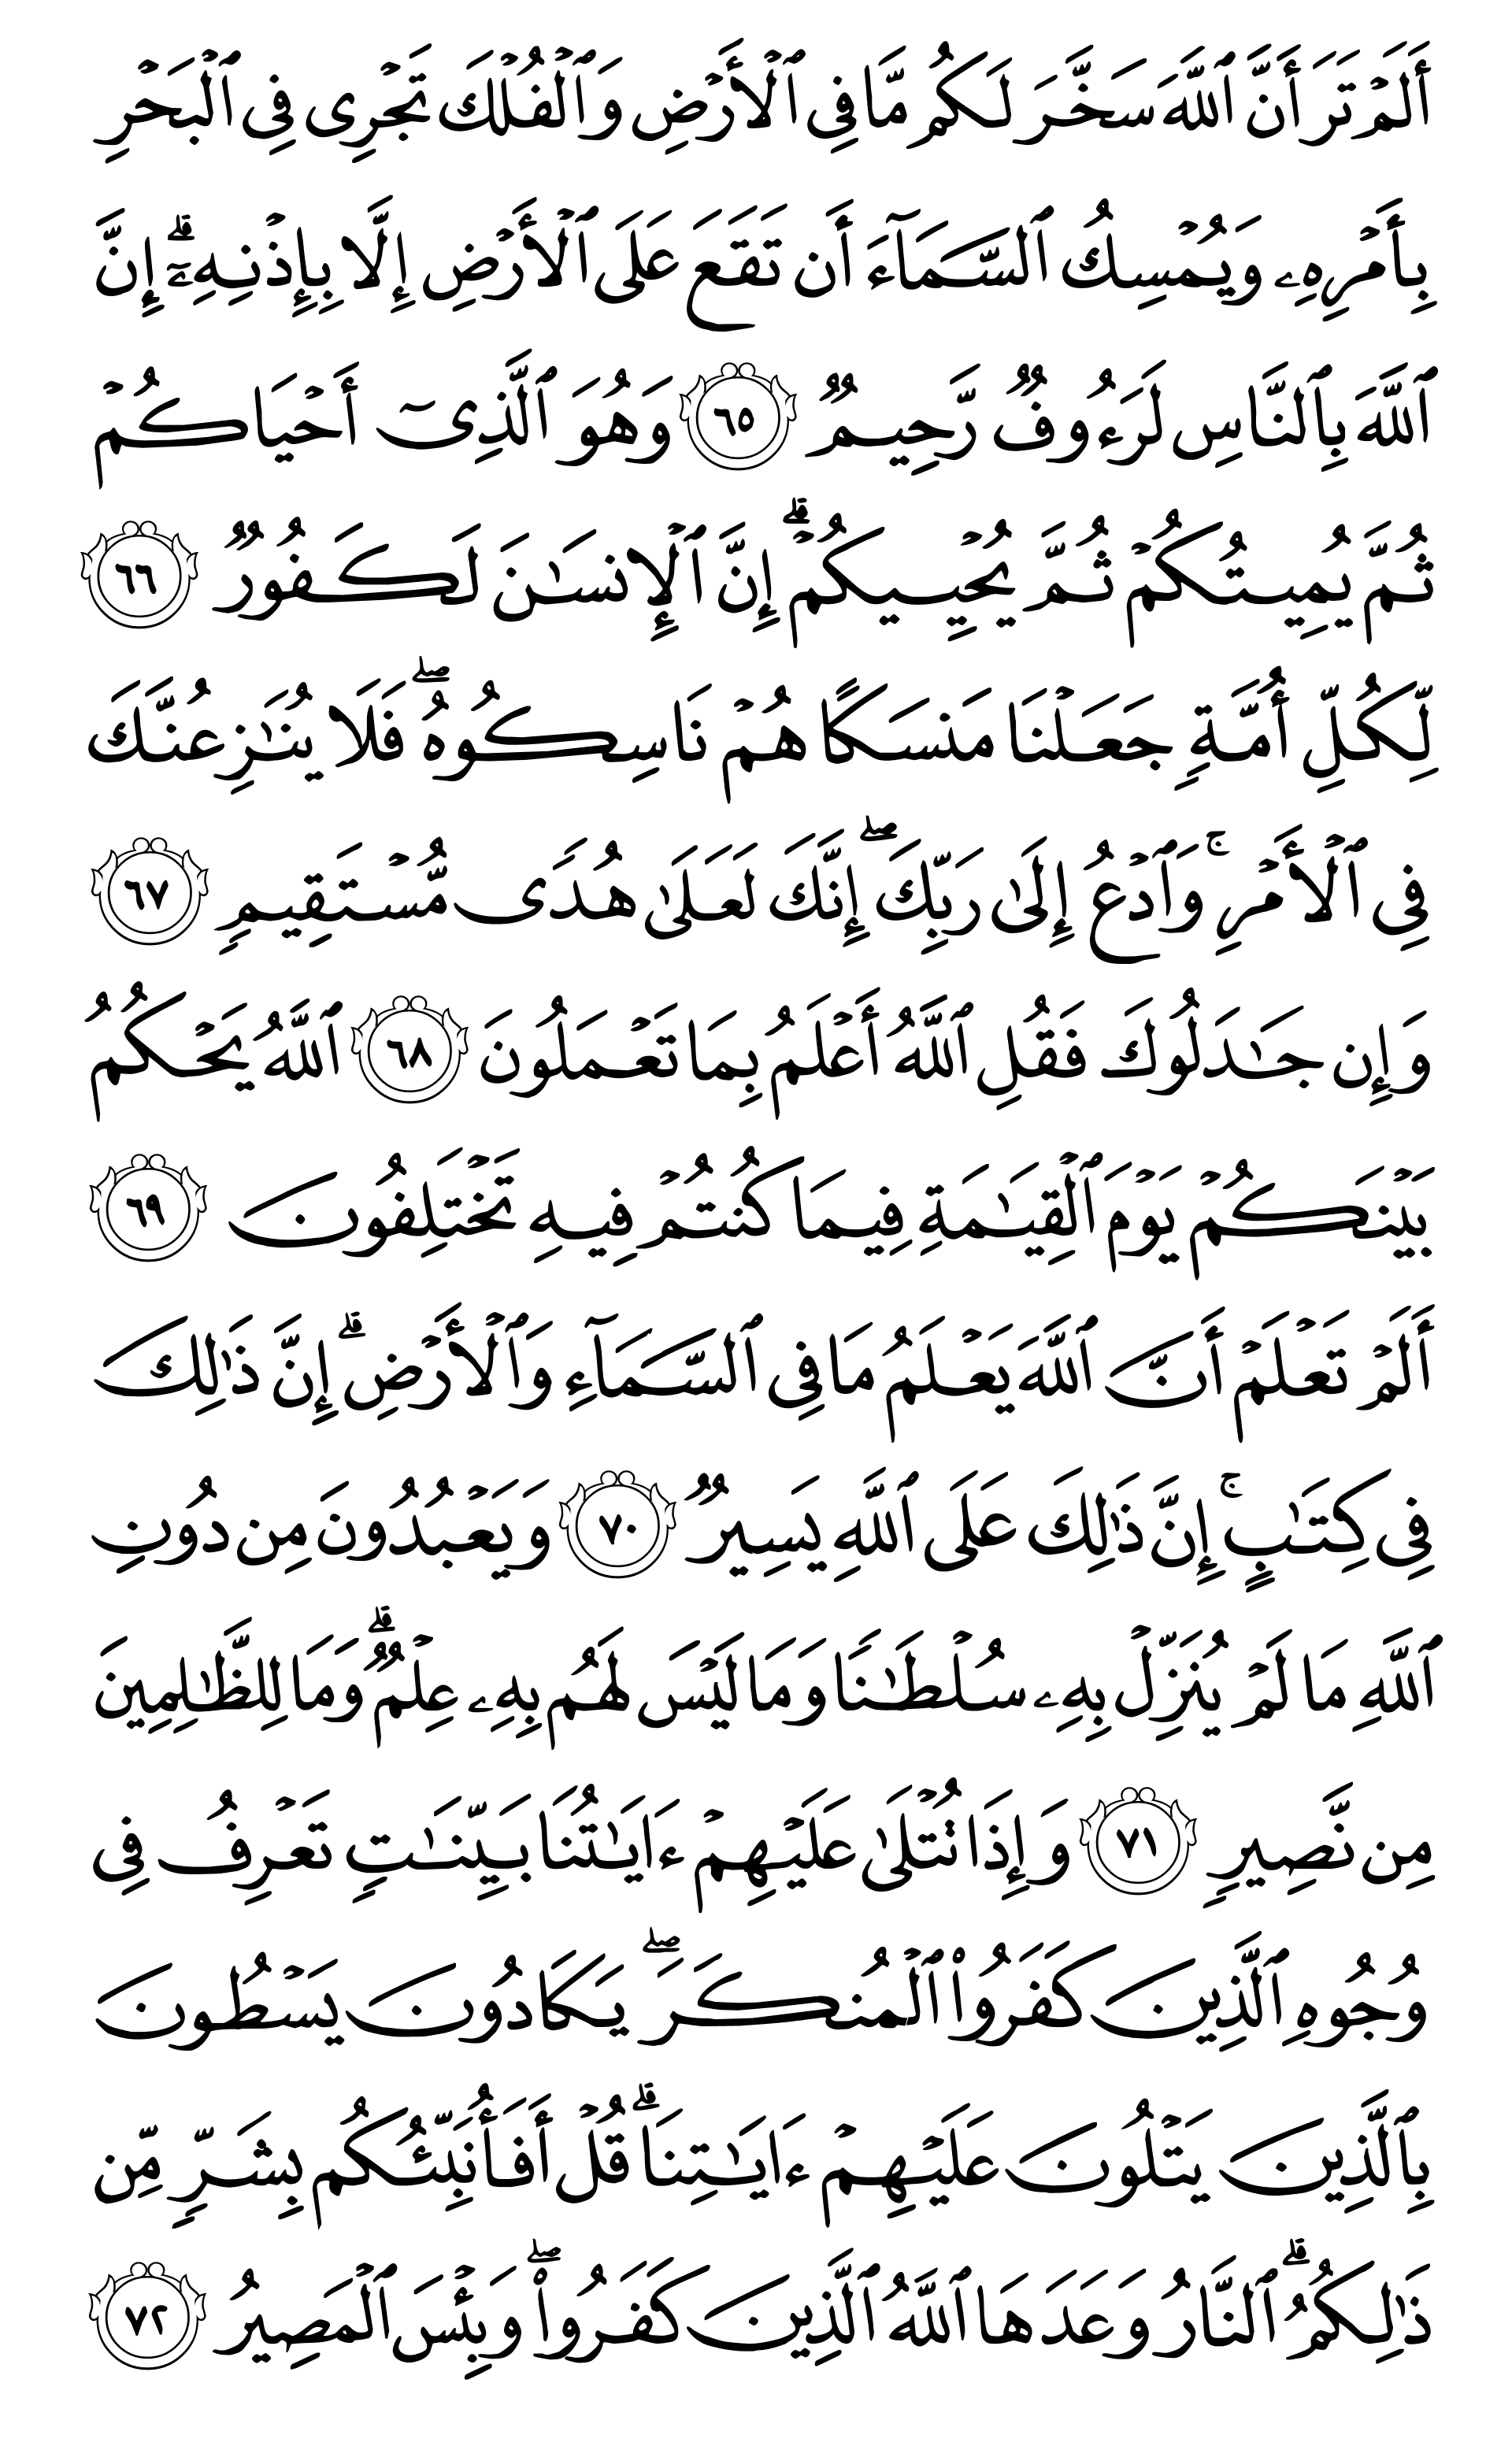 أَلَمْ تَرَ أَنَّ ٱللَّهَ سَخَّرَ لَكُم مَّا فِى ٱلْأَرْضِ وَٱلْفُلْكَ تَجْرِى فِى ٱلْبَحْرِ
بِأَمْرِهِۦ وَيُمْسِكُ ٱلسَّمَآءَ أَن تَقَعَ عَلَى ٱلْأَرْضِ إِلَّا بِإِذْنِهِۦٓ ۗ إِنَّ
ٱللَّهَ بِٱلنَّاسِ لَرَءُوفٌ رَّحِيمٌ ٦٥ وَهُوَ ٱلَّذِىٓ أَحْيَاكُمْ
ثُمَّ يُمِيتُكُمْ ثُمَّ يُحْيِيكُمْ ۗ إِنَّ ٱلْإِنسَـٰنَ لَكَفُورٌ ٦٦
لِّكُلِّ أُمَّةٍ جَعَلْنَا مَنسَكًا هُمْ نَاسِكُوهُ ۖ فَلَا يُنَـٰزِعُنَّكَ
فِى ٱلْأَمْرِ ۚ وَٱدْعُ إِلَىٰ رَبِّكَ ۖ إِنَّكَ لَعَلَىٰ هُدًى مُّسْتَقِيمٍ ٦٧
وَإِن جَـٰدَلُوكَ فَقُلِ ٱللَّهُ أَعْلَمُ بِمَا تَعْمَلُونَ ٦٨ ٱللَّهُ يَحْكُمُ
بَيْنَكُمْ يَوْمَ ٱلْقِيَـٰمَةِ فِيمَا كُنتُمْ فِيهِ تَخْتَلِفُونَ ٦٩
أَلَمْ تَعْلَمْ أَنَّ ٱللَّهَ يَعْلَمُ مَا فِى ٱلسَّمَآءِ وَٱلْأَرْضِ ۗ إِنَّ ذَٰلِكَ
فِى كِتَـٰبٍ ۚ إِنَّ ذَٰلِكَ عَلَى ٱللَّهِ يَسِيرٌ ٧٠ وَيَعْبُدُونَ مِن دُونِ
ٱللَّهِ مَا لَمْ يُنَزِّلْ بِهِۦ سُلْطَـٰنًا وَمَا لَيْسَ لَهُم بِهِۦ عِلْمٌ ۗ وَمَا لِلظَّـٰلِمِينَ
مِن نَّصِيرٍ ٧١ وَإِذَا تُتْلَىٰ عَلَيْهِمْ ءَايَـٰتُنَا بَيِّنَـٰتٍ تَعْرِفُ فِى
وُجُوهِ ٱلَّذِينَ كَفَرُوا۟ ٱلْمُنكَرَ ۖ يَكَادُونَ يَسْطُونَ
بِٱلَّذِينَ يَتْلُونَ عَلَيْهِمْ ءَايَـٰتِنَا ۗ قُلْ أَفَأُنَبِّئُكُم بِشَرٍّ مِّن
ذَٰلِكُمُ ۗ ٱلنَّارُ وَعَدَهَا ٱللَّهُ ٱلَّذِينَ كَفَرُوا۟ ۖ وَبِئْسَ ٱلْمَصِيرُ ٧٢